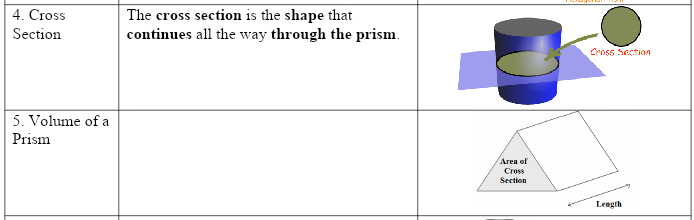 4. Cross
Section
The cross section is the shape that
continues all the way through the prism.
Cross Section
5. Volume of a
Prism
Area of
Cross
Section
Length